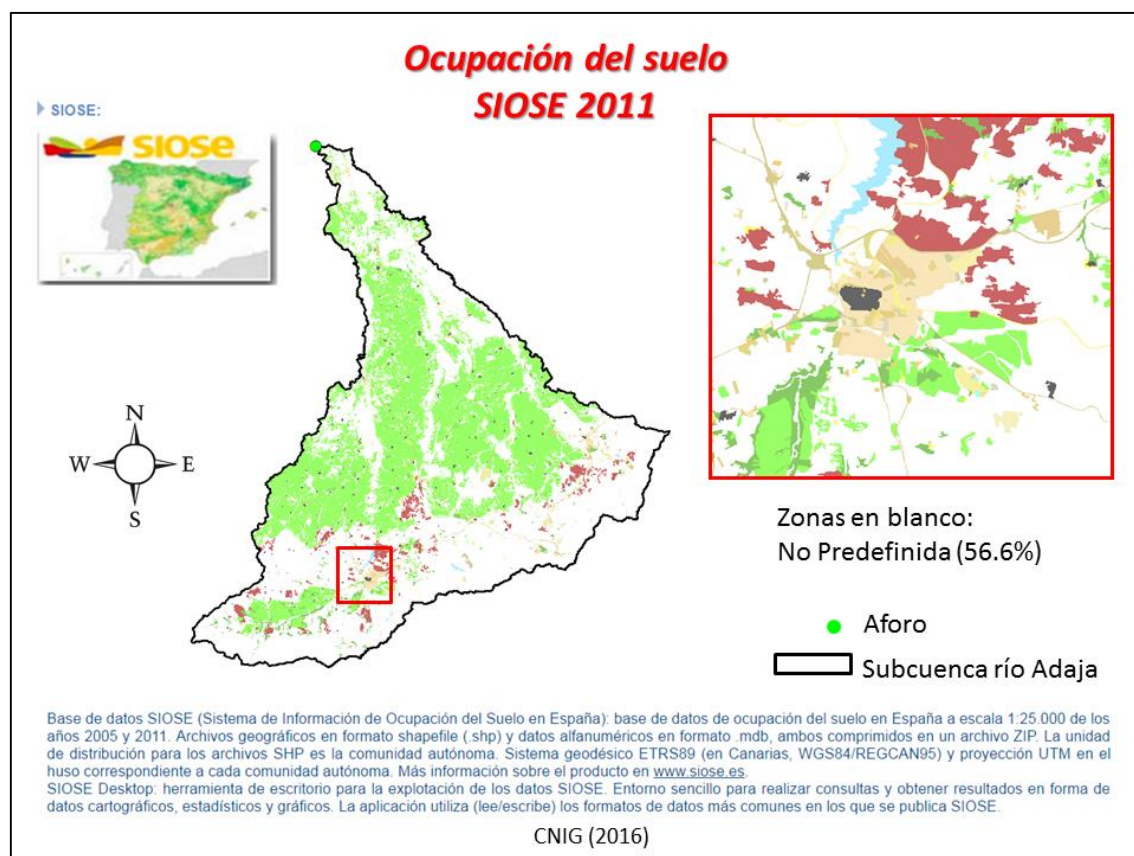 Ocupación del suelo
SIOSE 2011
SIOSE:
SIOSE
N
W
E
S
Zonas en blanco:
No Predefinida (56.6%)
Aforo
Subcuenca río Adaja
Base de datos SIOSE (Sistema de Información de Ocupación del Suelo en España): base de datos de ocupación del suelo en España a escala 1:25.000 de los
años 2005 y 2011. Archivos geográficos en formato shapefile (.shp) y datos alfanuméricos en formato .mdb, ambos comprimidos en un archivo ZIP. La unidad
de distribución para los archivos SHP es la comunidad autónoma. Sistema geodésico ETRS89 (en Canarias, WGS84/REGCAN95) y proyección UTM en el
huso correspondiente a cada comunidad autónoma. Más información sobre el producto en www.siose.es.
SIOSE Desktop: herramienta de escritorio para la explotación de los datos SIOSE. Entorno sencillo para realizar consultas y obtener resultados en forma de
datos cartográficos, estadísticos y gráficos. La aplicación utiliza (lee/escribe) los formatos de datos más comunes en los que se publica SIOSE.
CNIG (2016)